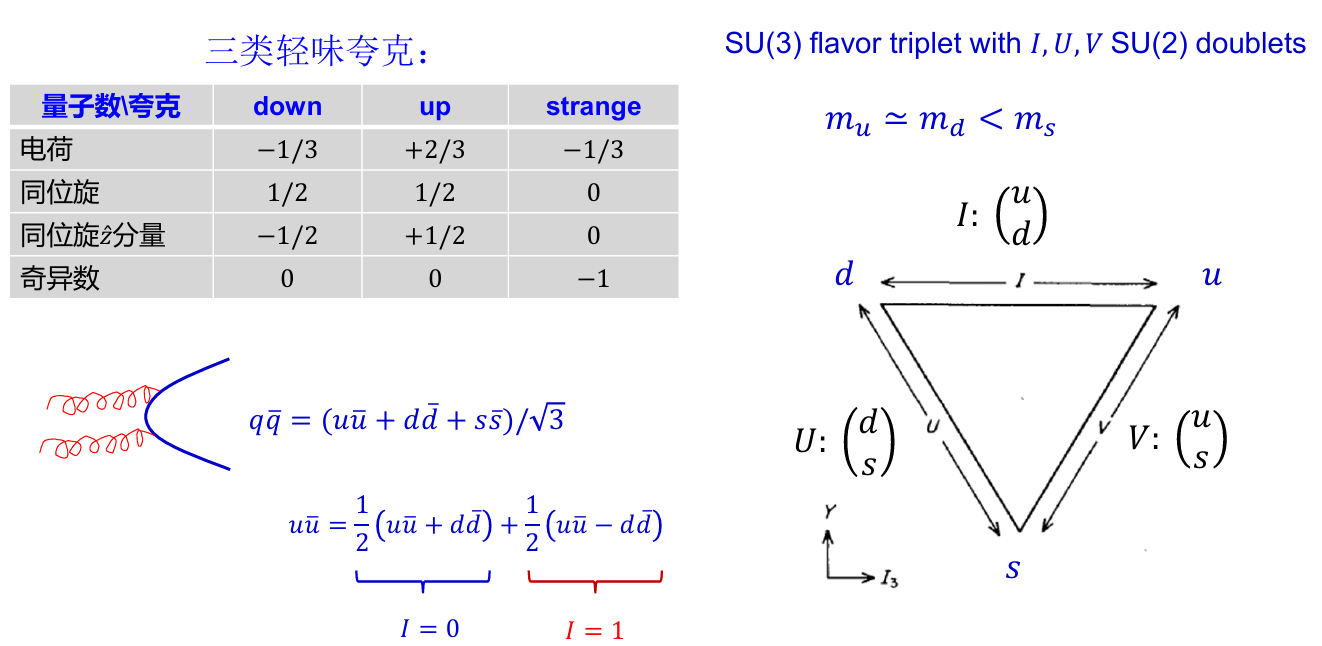 三类轻味夸克：
量子数\夸克 down up strange
电荷 −1/3 +2/3 −1/3
同位旋 1/2 1/2 0
同位旋ẑ分量 −1/2 +1/2 0
奇异数 0 0 −1
qq̄ = (uū + dd̄ + ss̄)/√3
uū = 1/2 (uū + dd̄) + 1/2 (uū − dd̄)
I = 0 I = 1
SU(3) flavor triplet with I, U, V SU(2) doublets
m_u ≃ m_d < m_s
I: (u d)
d I u
U: (d s) U V V: (u s)
Y
I₃
s